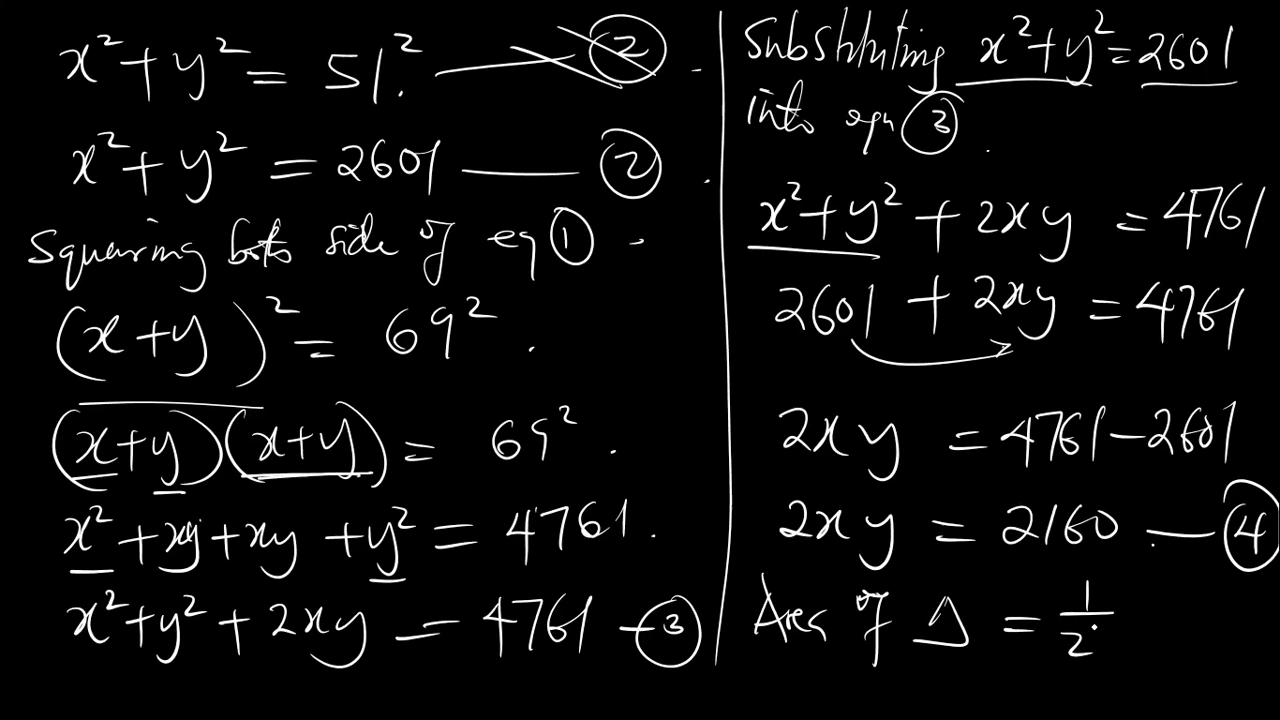 x² + y² = 51². ②
x² + y² = 2601 — ②
Squaring both side of eq ①
(x + y)² = 69².
(x + y)(x + y) = 69².
x² + xy + xy + y² = 4761.
x² + y² + 2xy = 4761 — ③
Substituting x² + y² = 2601
into eqn ③.
x² + y² + 2xy = 4761
2601 + 2xy = 4761
2xy = 4761 – 2601
2xy = 2160 — ④
Area of Δ = 1/2